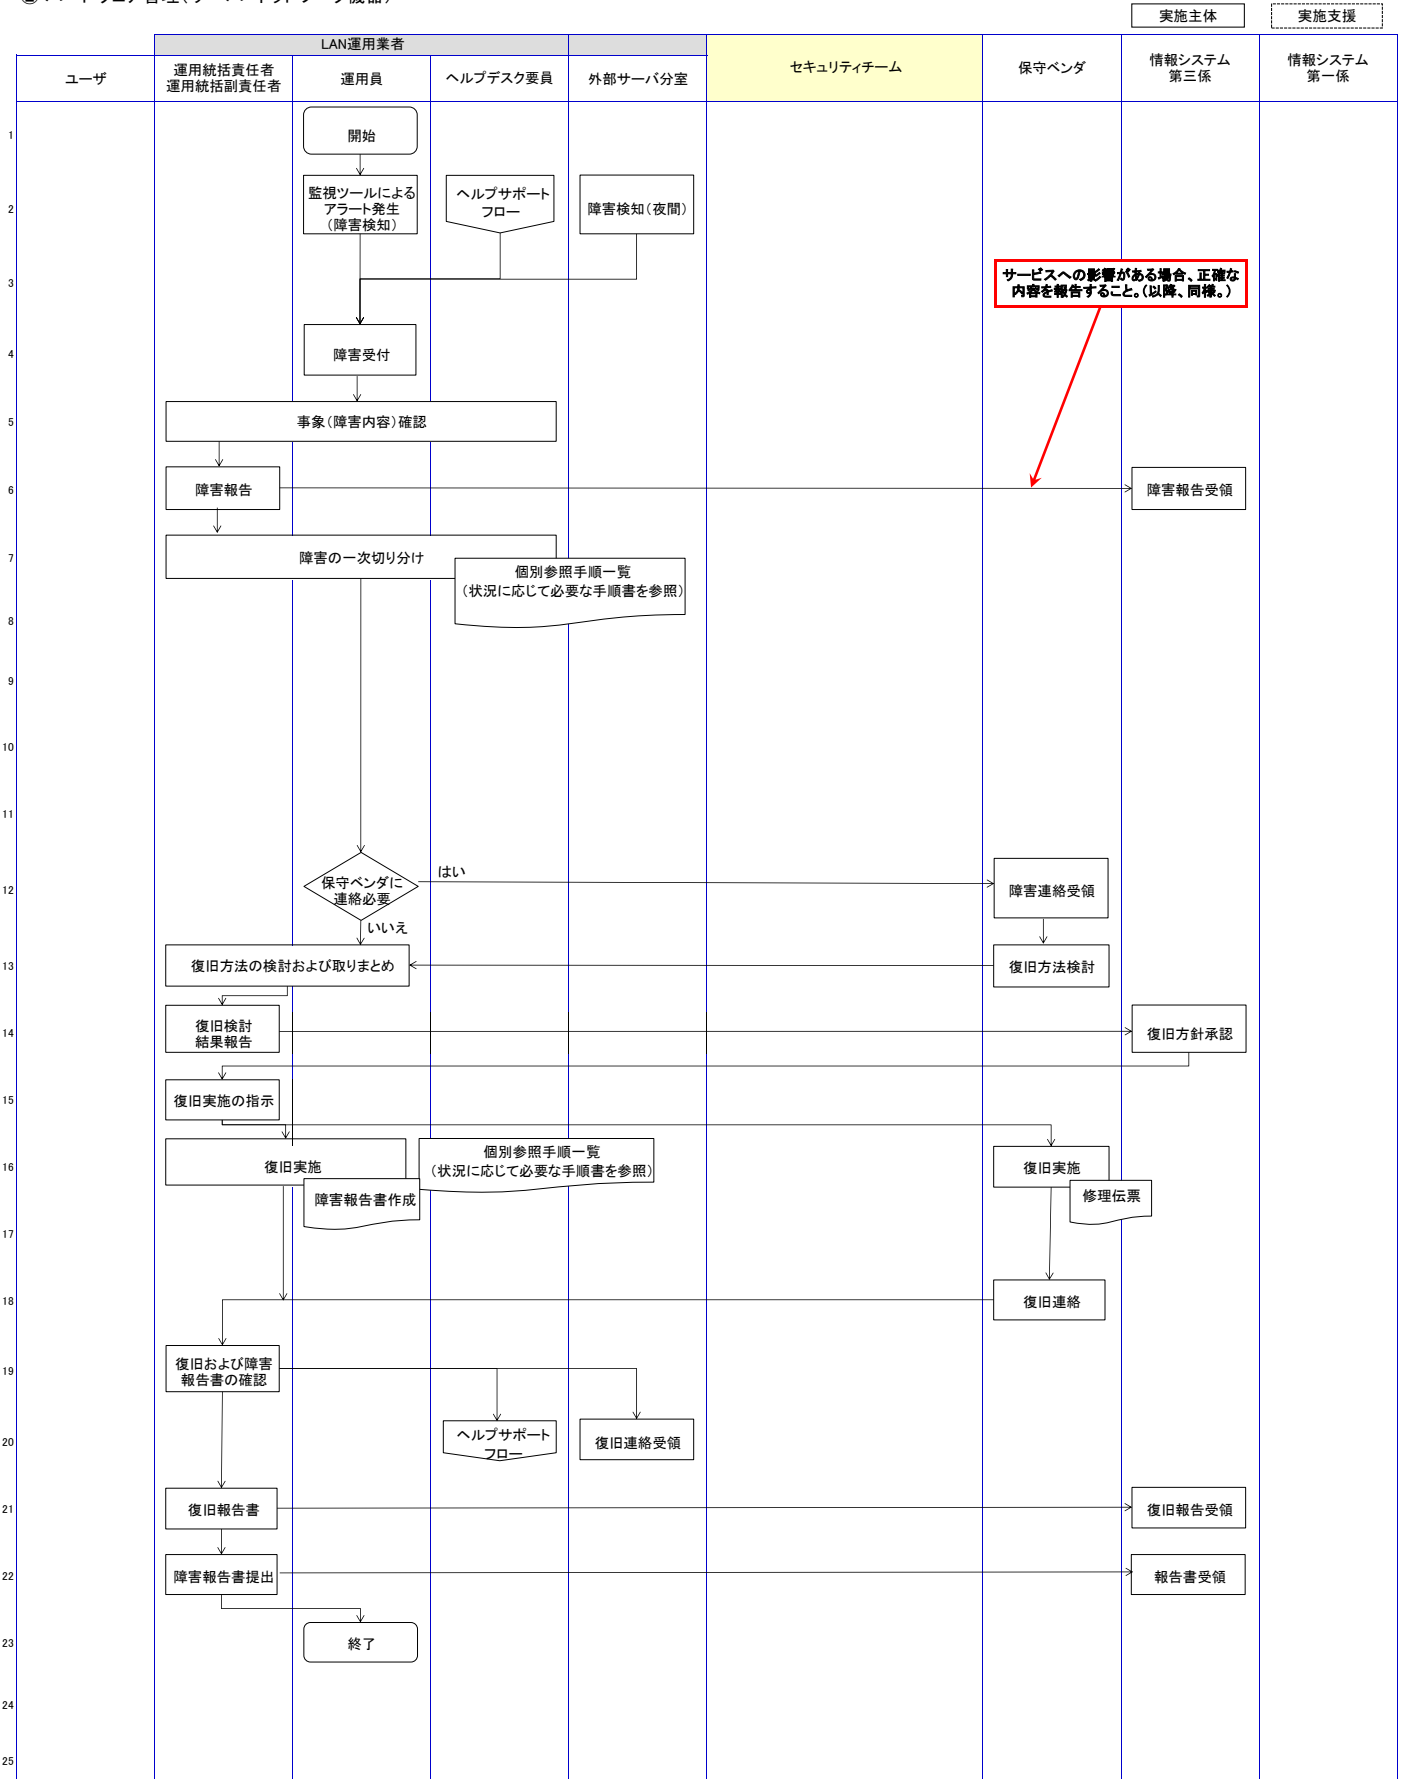 実施主体
実施支援
LAN運用業者
ユーザ
運用統括責任者
運用統括副責任者
運用員
ヘルプデスク要員
外部サーバ分室
セキュリティチーム
保守ベンダ
情報システム
第三係
情報システム
第一係
1
開始
2
監視ツールによる
アラート発生
(障害検知)
ヘルプサポート
フロー
障害検知(夜間)
3
サービスへの影響がある場合、正確な
内容を報告すること。(以降、同様。)
4
障害受付
5
事象(障害内容)確認
6
障害報告
障害報告受領
7
障害の一次切り分け
個別参照手順一覧
(状況に応じて必要な手順書を参照)
8
9
10
11
12
保守ベンダに
連絡必要
はい
いいえ
障害連絡受領
13
復旧方法の検討および取りまとめ
復旧方法検討
14
復旧検討
結果報告
復旧方針承認
15
復旧実施の指示
16
復旧実施
個別参照手順一覧
(状況に応じて必要な手順書を参照)
復旧実施
障害報告書作成
修理伝票
17
18
復旧連絡
19
復旧および障害
報告書の確認
20
ヘルプサポート
フロー
復旧連絡受領
21
復旧報告書
復旧報告受領
22
障害報告書提出
報告書受領
23
終了
24
25